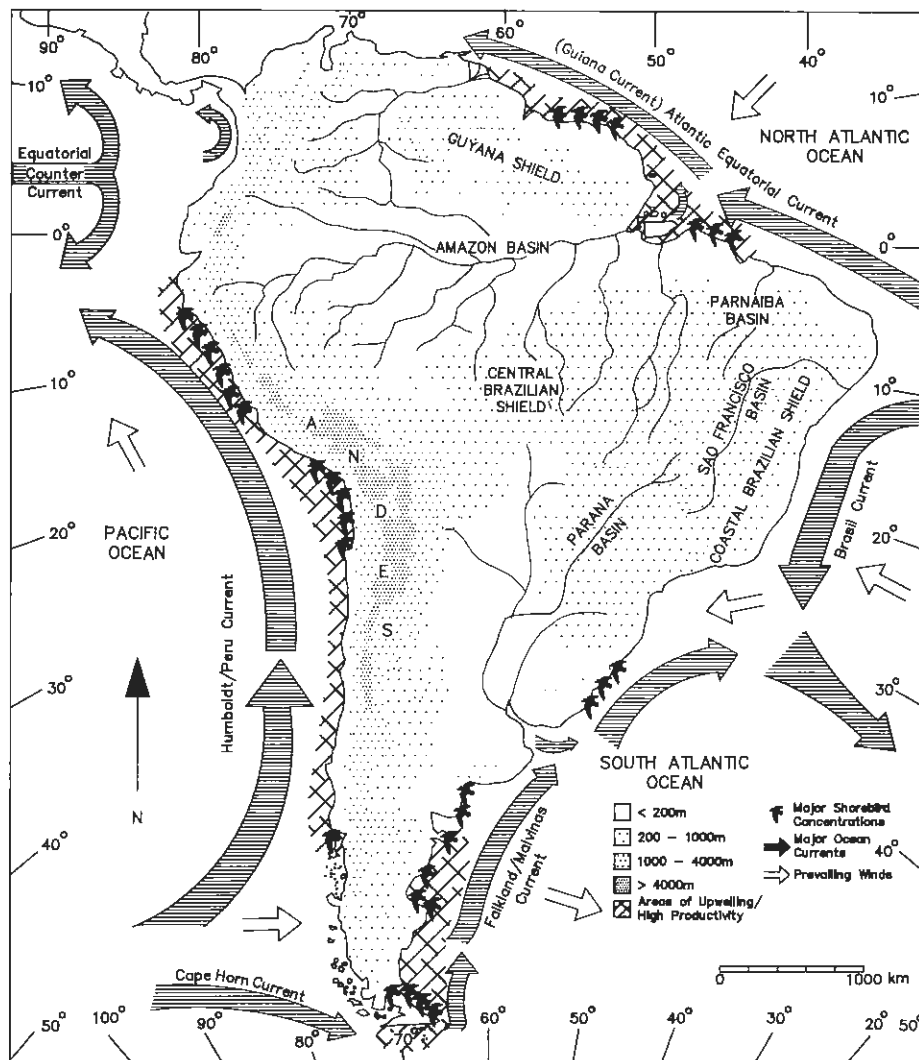 90°
80°
70°
60°
50°
40°
10°
(Guiana Current) Atlantic Equatorial Current
10°
NORTH ATLANTIC
OCEAN
GUYANA SHIELD
Equatorial
Counter
Current
0°
AMAZON BASIN
0°
PARNAIBA
BASIN
CENTRAL
BRAZILIAN
SHIELD
SAO FRANCISCO
BASIN
COASTAL BRAZILIAN SHIELD
10°
10°
A
N
D
E
S
PACIFIC
OCEAN
PARANA
BASIN
Brasil Current
20°
20°
Humboldt/Peru Current
30°
30°
N
SOUTH ATLANTIC
OCEAN
< 200m
200 – 1000m
1000 – 4000m
> 4000m
Areas of Upwelling/
High Productivity
Major Shorebird
Concentrations
Major Ocean
Currents
Prevailing Winds
40°
40°
Falkland/Malvinas
Current
Cape Horn Current
0
1000 km
50°
100°
90°
80°
70°
60°
50°
40°
30°
20°
50°